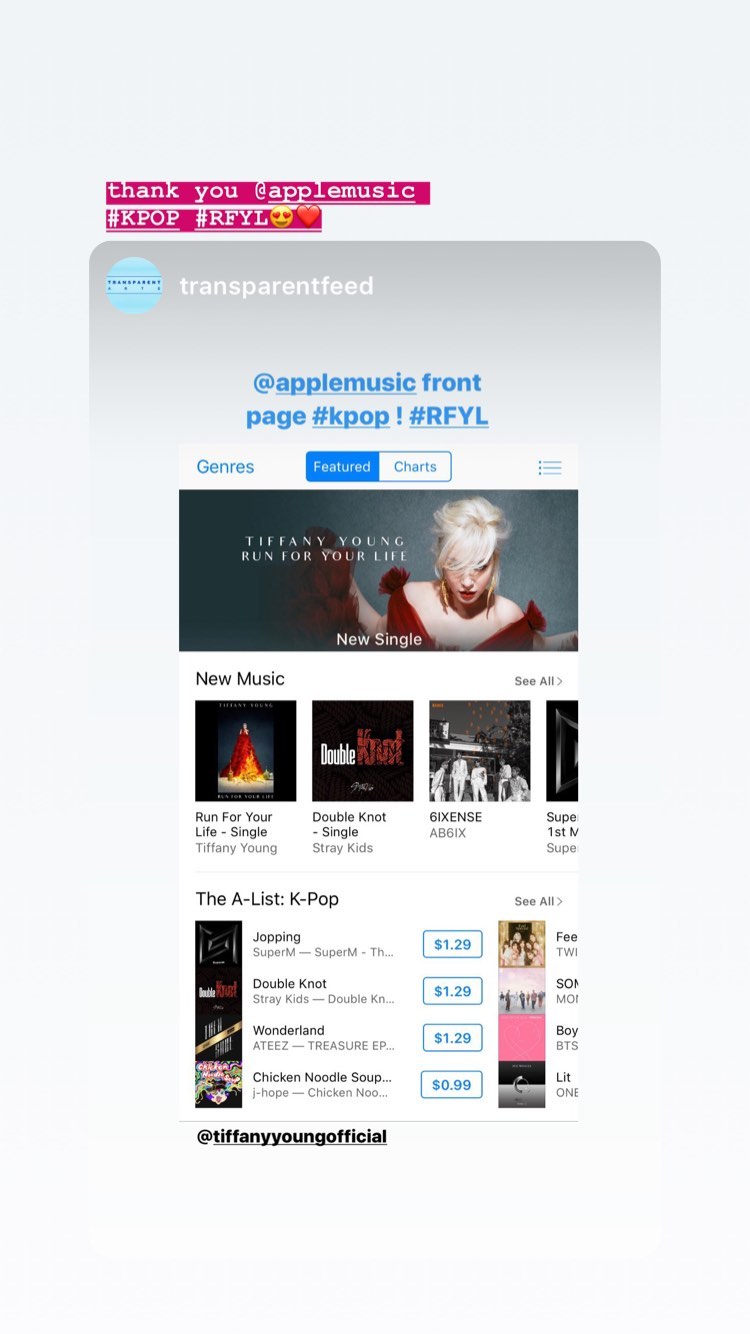 thank you @applemusic
#KPOP #RFYL😍❤️
TRANSPARENT
ARTS
transparentfeed
@applemusic front
page #kpop ! #RFYL
Genres
Featured
Charts
TIFFANY YOUNG
RUN FOR YOUR LIFE
New Single
New Music
See All >
TIFFANY YOUNG
RUN FOR YOUR LIFE
Double
Knot
Run For Your
Life - Single
Tiffany Young
Double Knot
- Single
Stray Kids
6IXENSE
AB6IX
Supe
1st M
Supe
The A-List: K-Pop
See All >
Jopping
SuperM — SuperM - Th...
$1.29
Double Knot
Stray Kids — Double Kn...
$1.29
Wonderland
ATEEZ — TREASURE EP...
$1.29
Chicken Noodle Soup...
j-hope — Chicken Noo...
$0.99
Fee
TWI
SOM
MON
Boy
BTS
Lit
ONE
@tiffanyyoungofficial